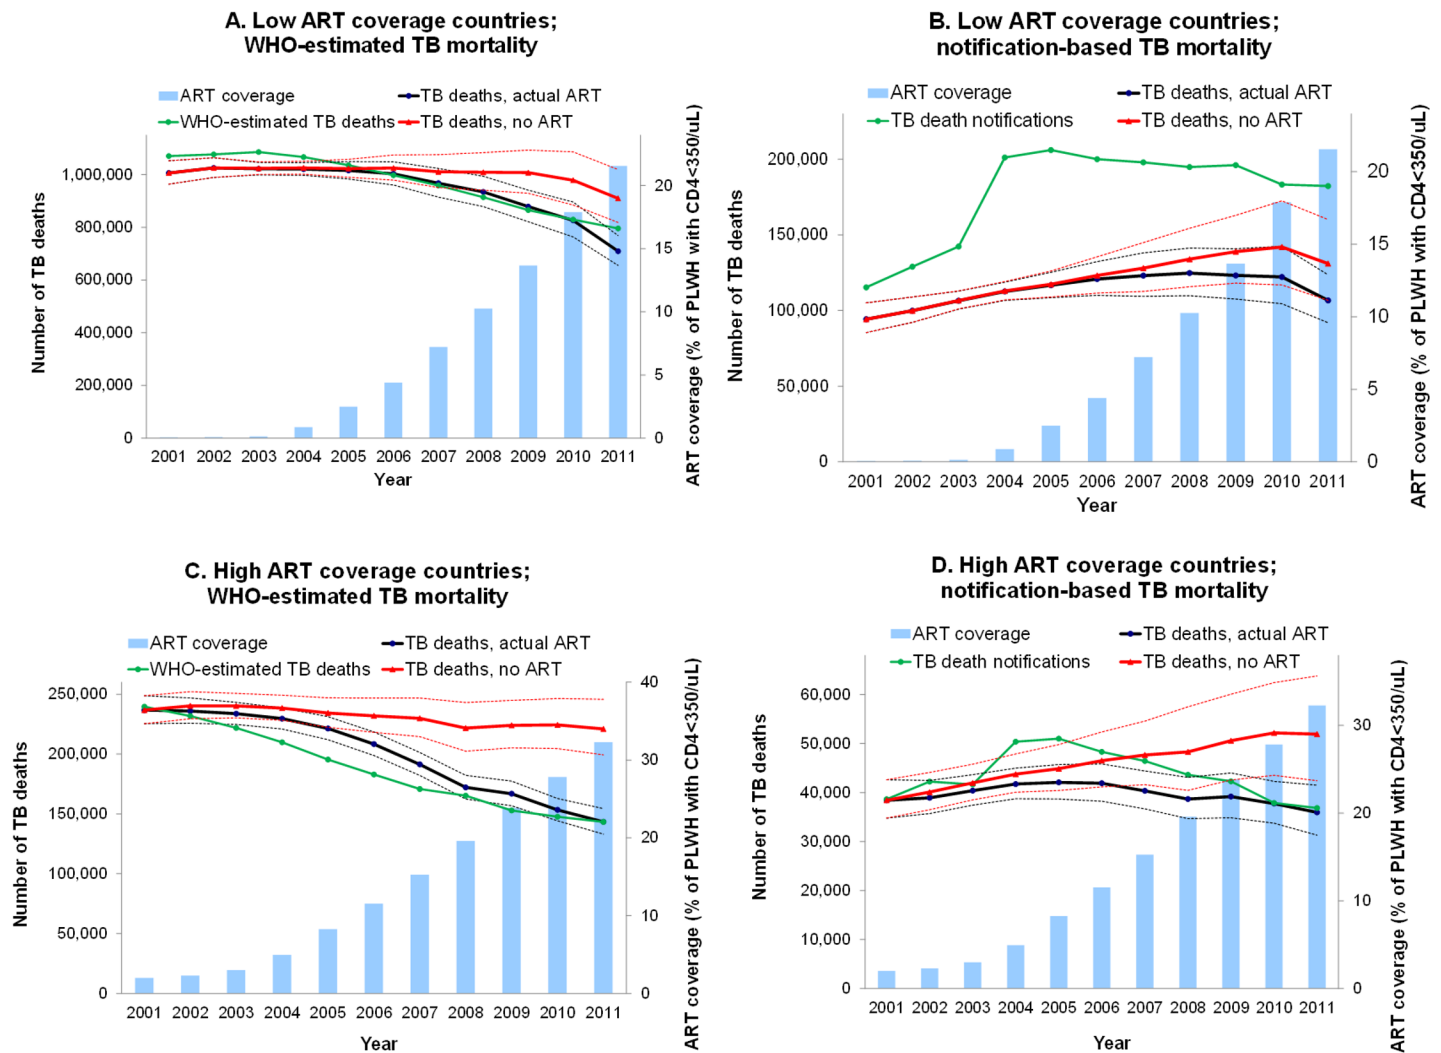 A. Low ART coverage countries;
WHO-estimated TB mortality
ART coverage
TB deaths, actual ART
WHO-estimated TB deaths
TB deaths, no ART
Number of TB deaths
1,000,000
800,000
600,000
400,000
200,000
0
20
15
10
5
0
ART coverage (% of PLWH with CD4<350/uL)
2001 2002 2003 2004 2005 2006 2007 2008 2009 2010 2011
Year
B. Low ART coverage countries;
notification-based TB mortality
ART coverage
TB deaths, actual ART
TB death notifications
TB deaths, no ART
Number of TB deaths
200,000
150,000
100,000
50,000
0
20
15
10
5
0
ART coverage (% of PLWH with CD4<350/uL)
2001 2002 2003 2004 2005 2006 2007 2008 2009 2010 2011
Year
C. High ART coverage countries;
WHO-estimated TB mortality
ART coverage
TB deaths, actual ART
WHO-estimated TB deaths
TB deaths, no ART
Number of TB deaths
250,000
200,000
150,000
100,000
50,000
0
40
30
20
10
0
ART coverage (% of PLWH with CD4<350/uL)
2001 2002 2003 2004 2005 2006 2007 2008 2009 2010 2011
Year
D. High ART coverage countries;
notification-based TB mortality
ART coverage
TB deaths, actual ART
TB death notifications
TB deaths, no ART
Number of TB deaths
60,000
50,000
40,000
30,000
20,000
10,000
0
30
20
10
0
ART coverage (% of PLWH with CD4<350/uL)
2001 2002 2003 2004 2005 2006 2007 2008 2009 2010 2011
Year